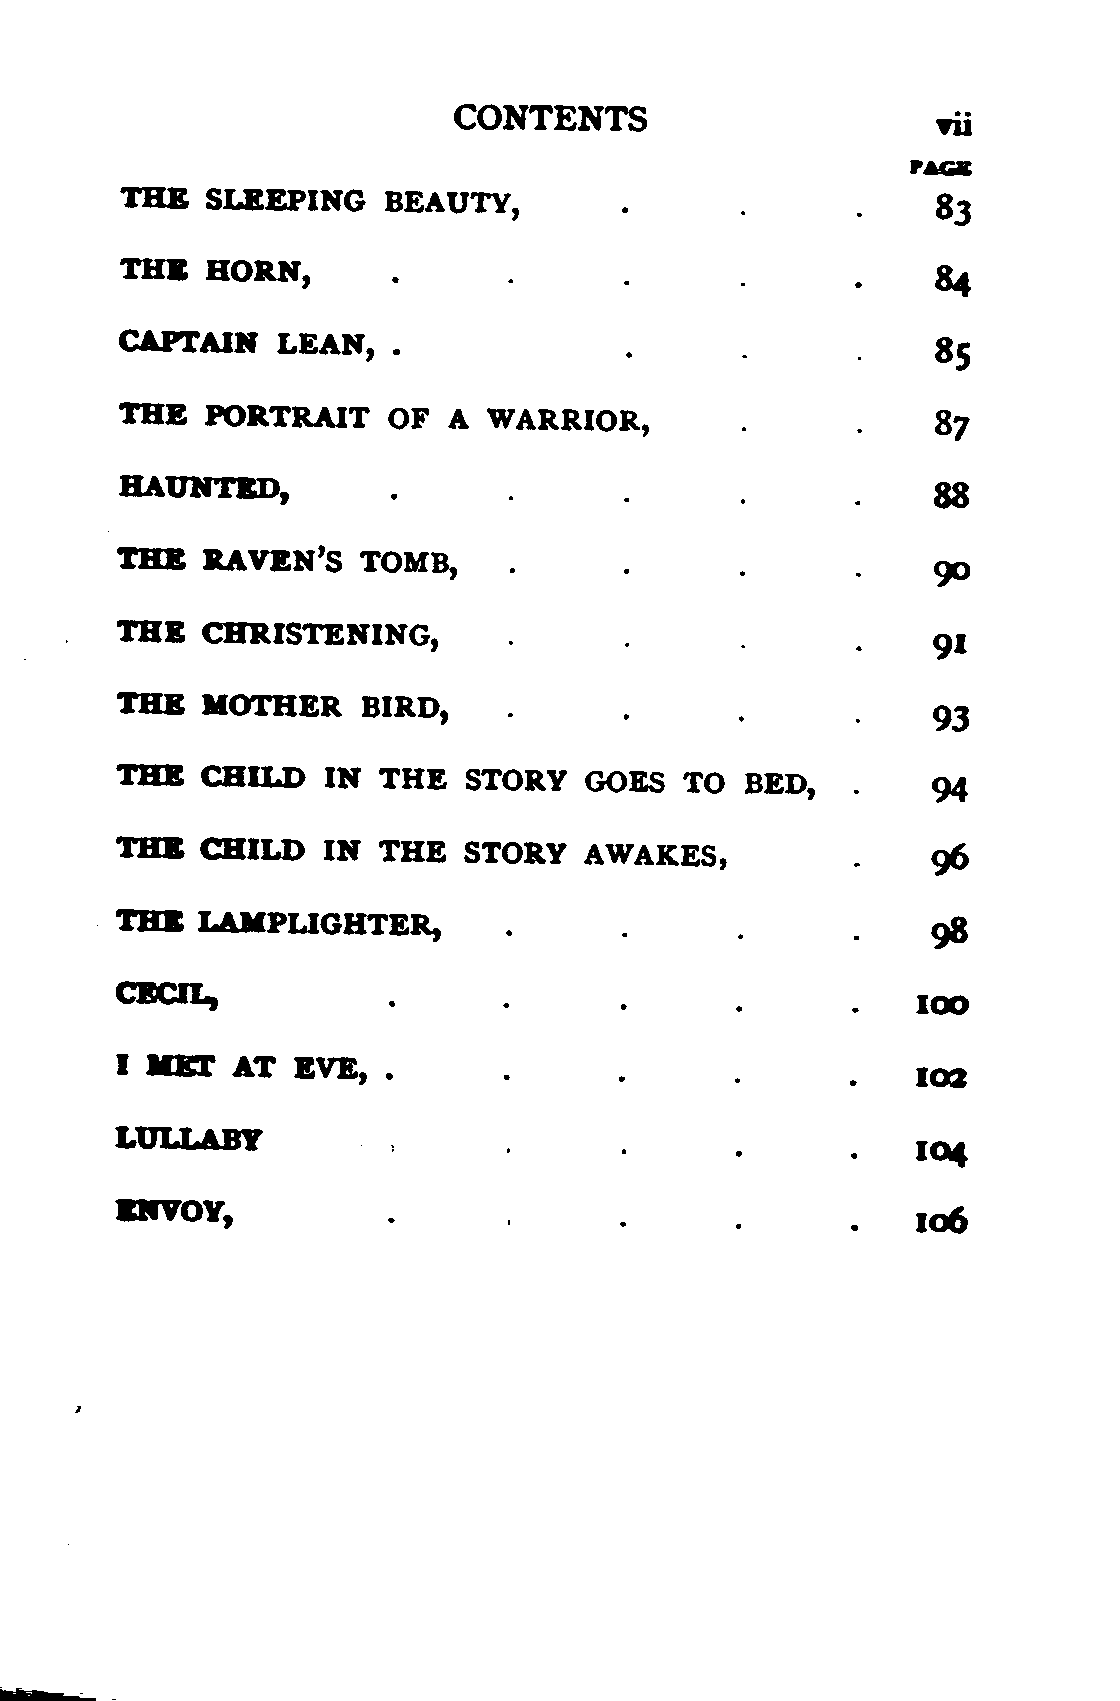 CONTENTS vii
PAGE
THE SLEEPING BEAUTY, . . . 83
THE HORN, . . . . . 84
CAPTAIN LEAN, . . . . 85
THE PORTRAIT OF A WARRIOR, . . 87
HAUNTED, . . . . . 88
THE RAVEN'S TOMB, . . . . 90
THE CHRISTENING, . . . . 91
THE MOTHER BIRD, . . . . 93
THE CHILD IN THE STORY GOES TO BED, . 94
THE CHILD IN THE STORY AWAKES, . 96
THE LAMPLIGHTER, . . . . 98
CECIL, . . . . . 100
I MET AT EVE, . . . . . 102
LULLABY , . . . . 104
ENVOY, . . . . . 106